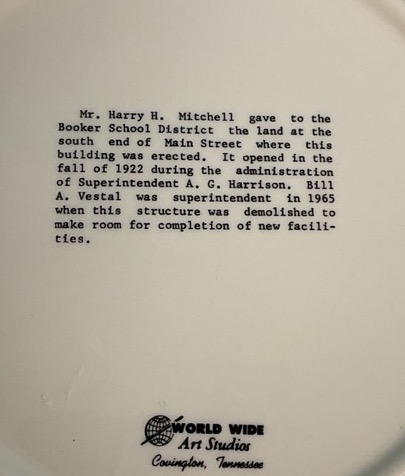 Mr. Harry H. Mitchell gave to the
Booker School District the land at the
south end of Main Street where this
building was erected. It opened in the
fall of 1922 during the administration
of Superintendent A. G. Harrison. Bill
A. Vestal was superintendent in 1965
when this structure was demolished to
make room for completion of new facili-
ties.
WORLD WIDE
Art Studios
Covington, Tennessee